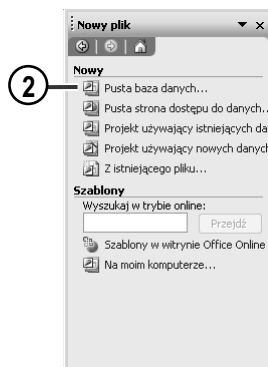 Nowy plik
Nowy
2
Pusta baza danych...
Pusta strona dostępu do danych..
Projekt używający istniejących da
Projekt używający nowych danych
Z istniejącego pliku...
Szablony
Wyszukaj w trybie online:
Przejdź
Szablony w witrynie Office Online
Na moim komputerze...